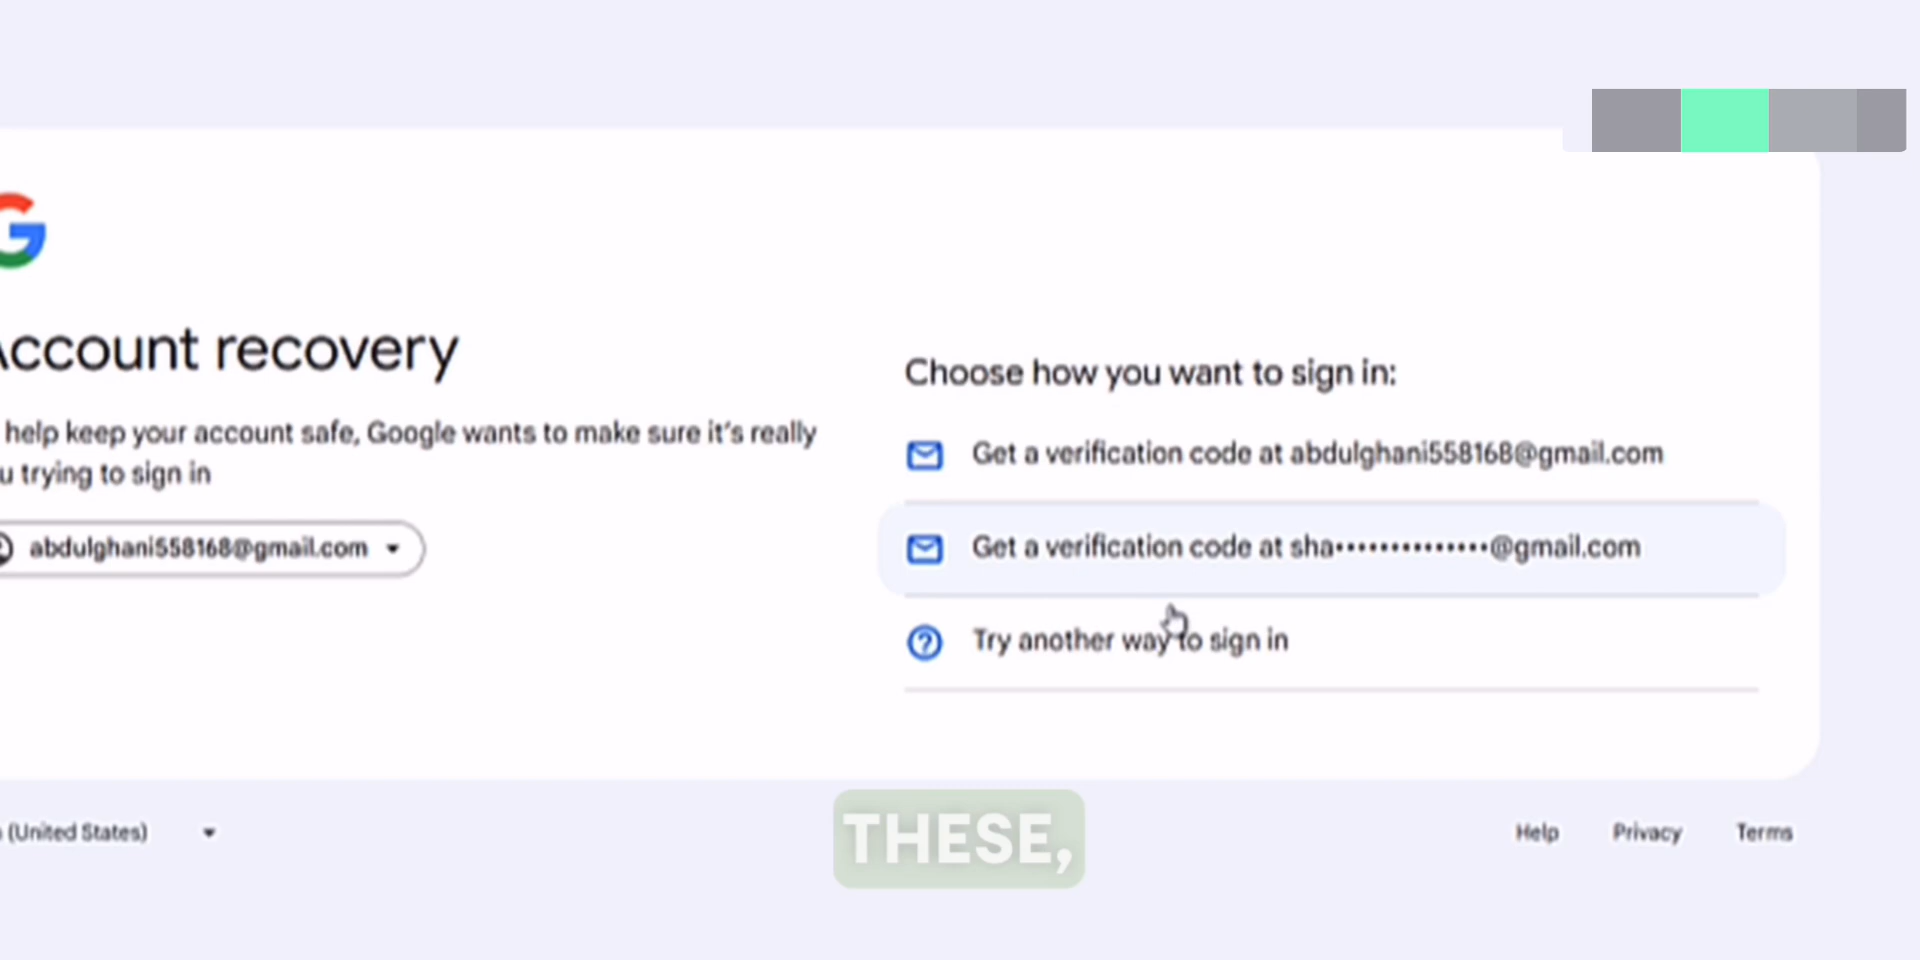 Account recovery
help keep your account safe, Google wants to make sure it's really
u trying to sign in
abdulghani558168@gmail.com
Choose how you want to sign in:
Get a verification code at abdulghani558168@gmail.com
Get a verification code at sha••••••••••••••@gmail.com
Try another way to sign in
(United States)
THESE,
Help Privacy Terms